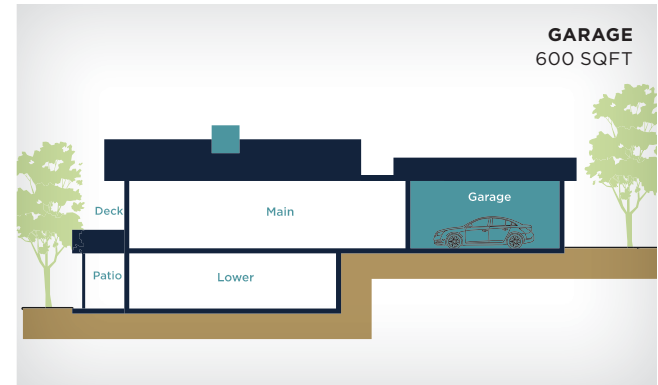 GARAGE
600 SQFT
Garage
Deck
Main
Patio
Lower